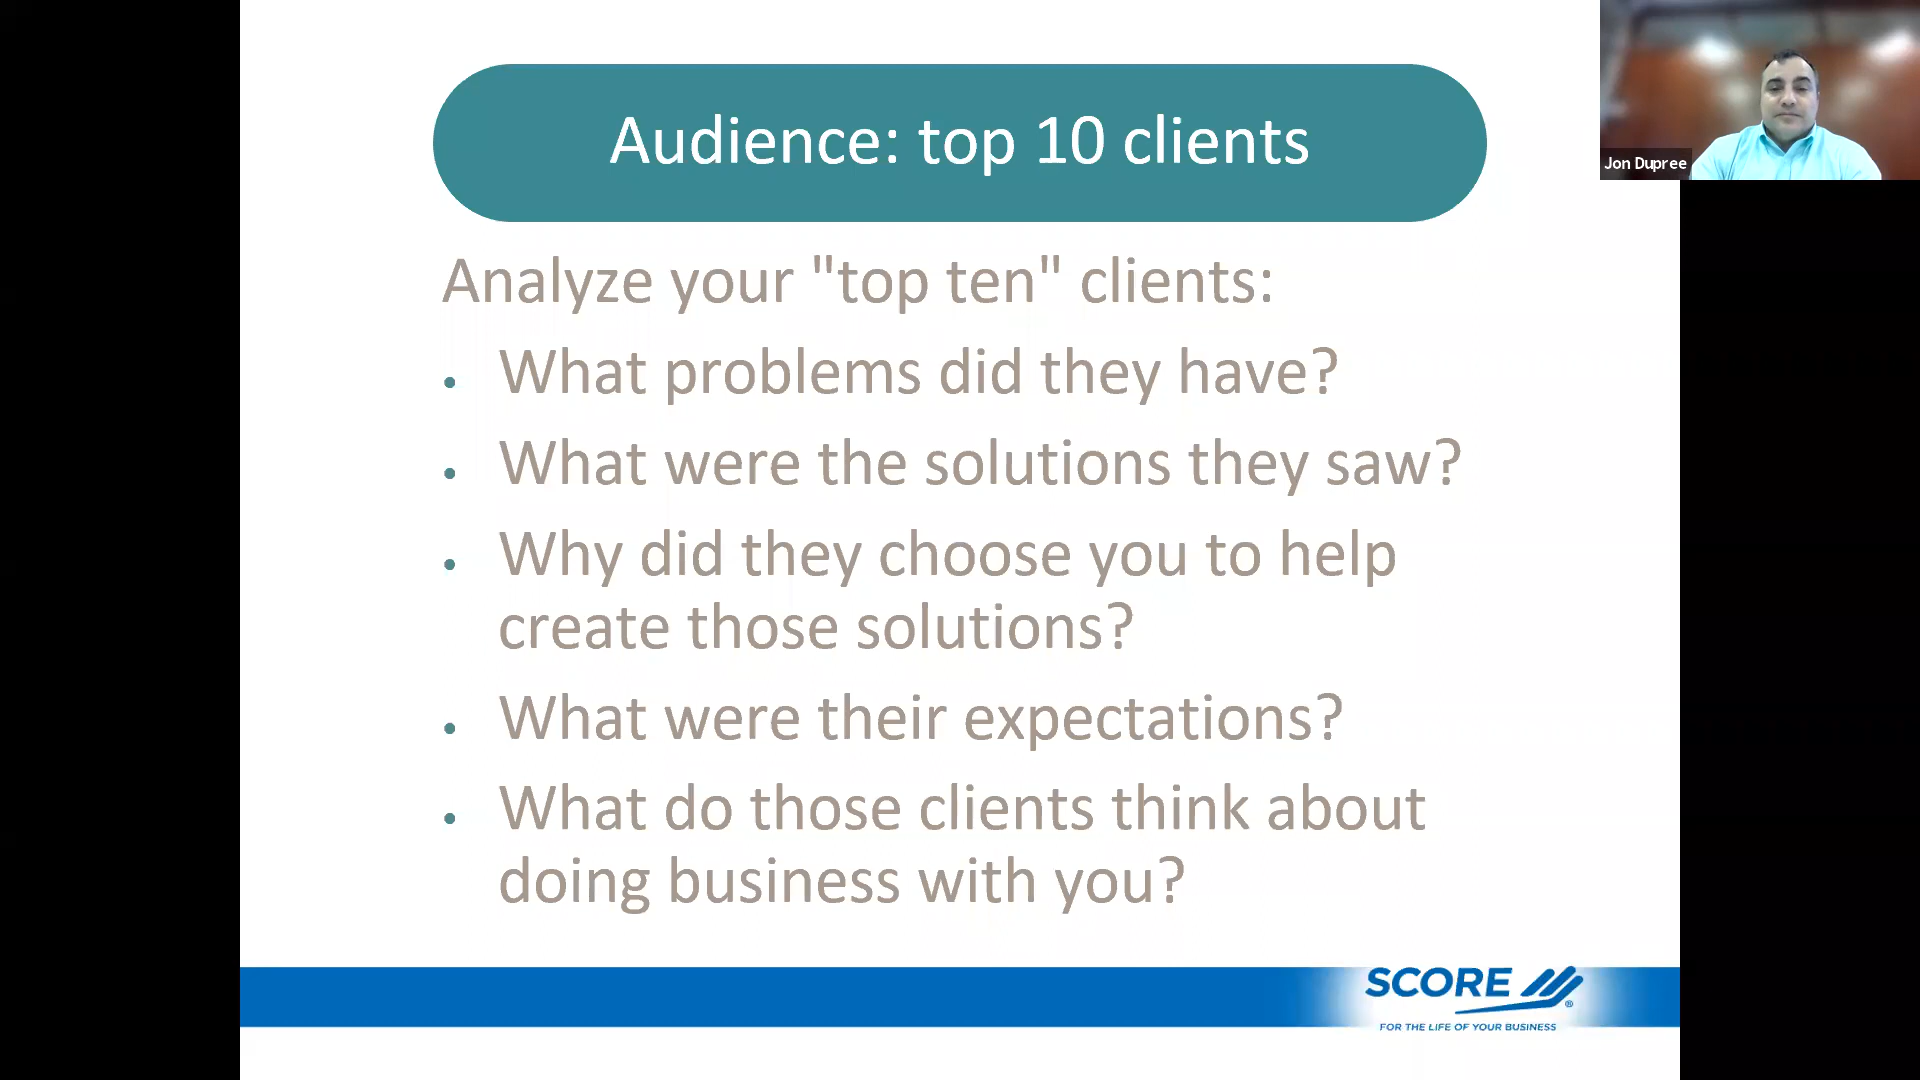 Audience: top 10 clients
Jon Dupree
Analyze your "top ten" clients:
• What problems did they have?
• What were the solutions they saw?
• Why did they choose you to help
create those solutions?
• What were their expectations?
• What do those clients think about
doing business with you?
SCORE
®
FOR THE LIFE OF YOUR BUSINESS